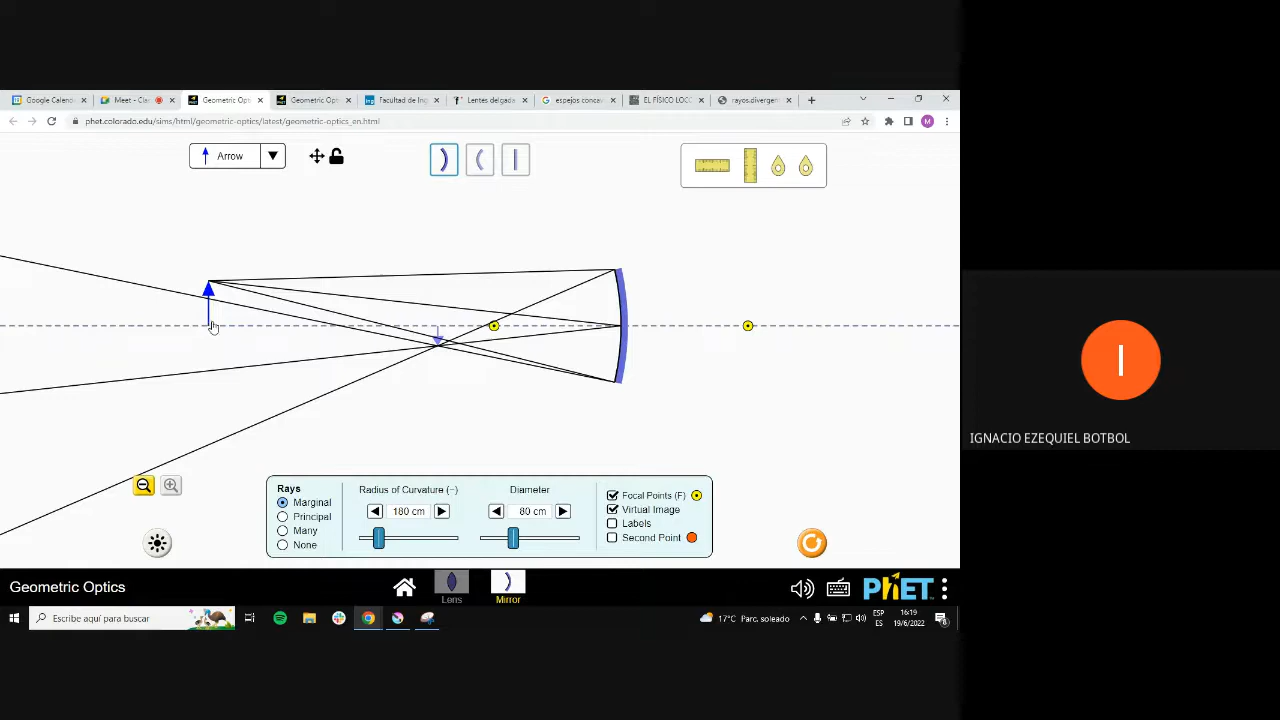 Google Calend
Meet - Cla
Geometric Opt
Geometric Opt
Facultad de Ing
Lentes delgada
espejos conca
EL FÍSICO LOC
rayos.diverge
phet.colorado.edu/sims/html/geometric-optics/latest/geometric-optics_en.html
M
Arrow
I
IGNACIO EZEQUIEL BOTBOL
Rays
Marginal
Principal
Many
None
Radius of Curvature (−)
180 cm
Diameter
80 cm
Focal Points (F)
Virtual Image
Labels
Second Point
Geometric Optics
Lens
Mirror
PhET
Escribe aquí para buscar
17°C Parc. soleado
ESP
ES
16:19
19/6/2022